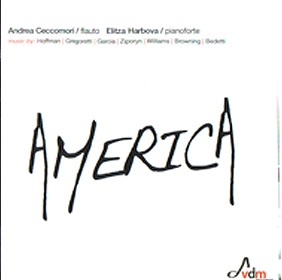 Andrea Ceccomori / flauto Elitza Harbova / pianoforte
music by: Hoffman | Gregoretti | Garcia | Ziporyn | Williams | Browning | Bedetti
AMERICA
vdm